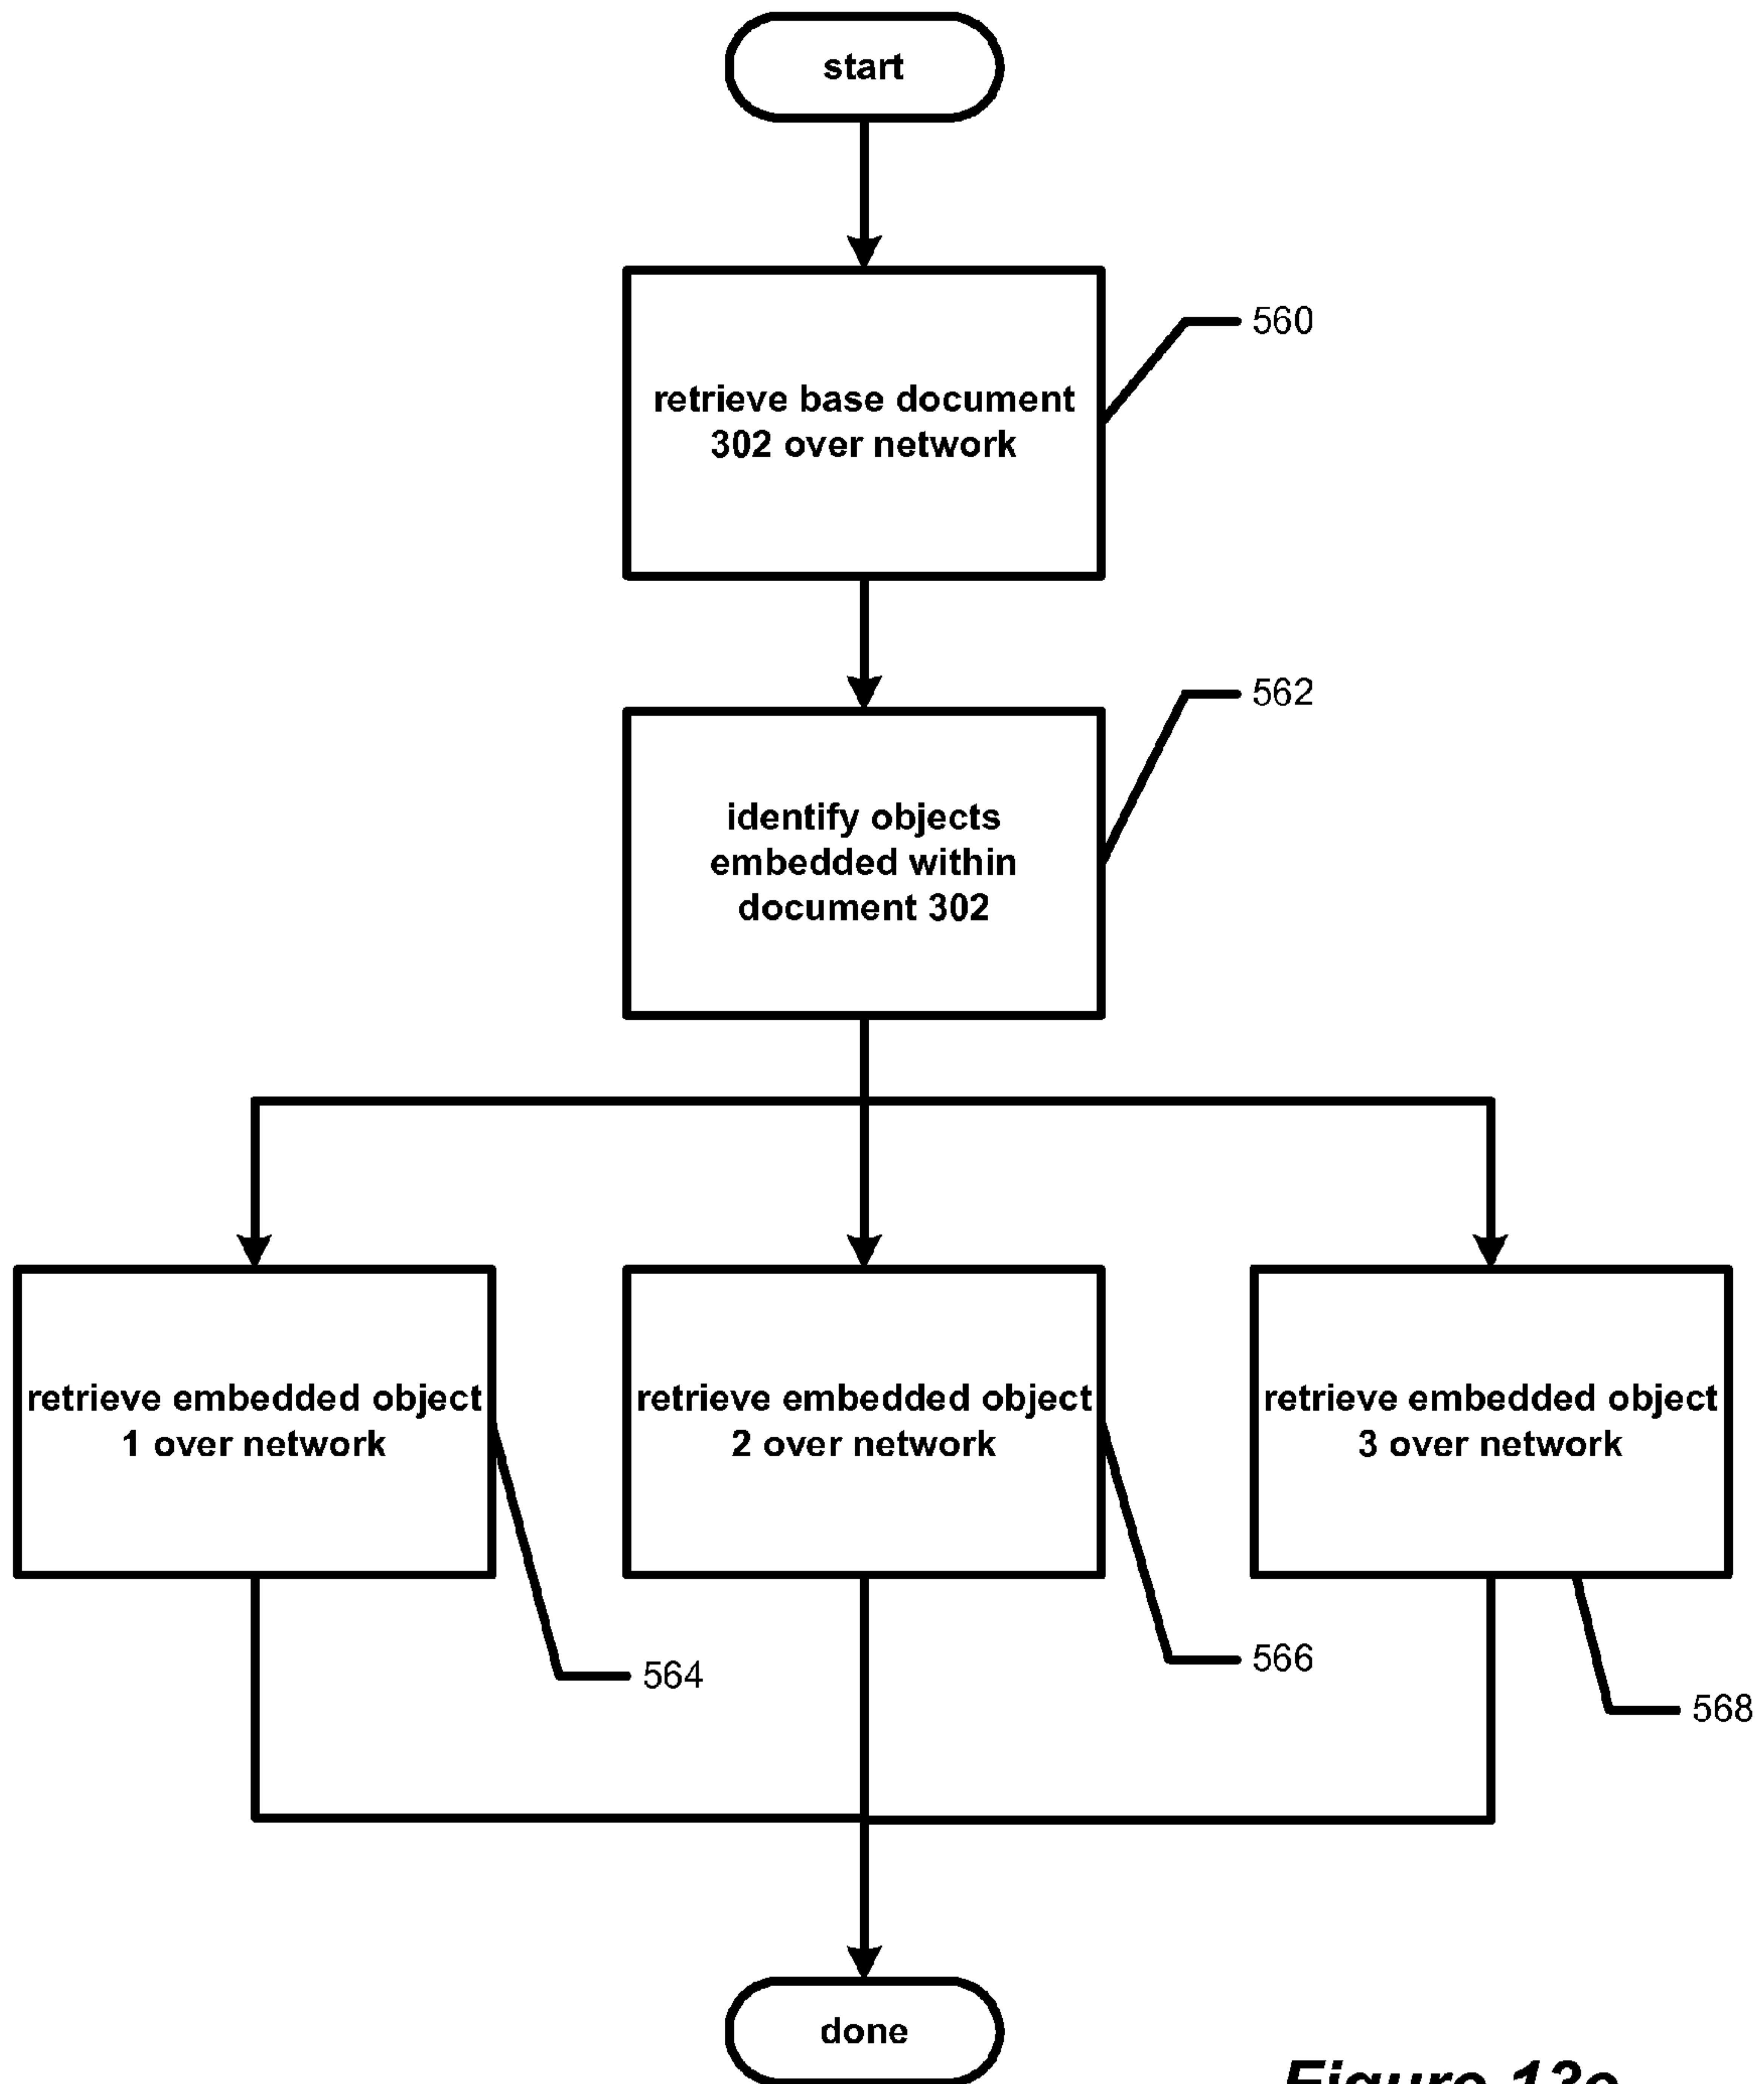 start
retrieve base document
302 over network
560
identify objects
embedded within
document 302
562
retrieve embedded object
1 over network
retrieve embedded object
2 over network
retrieve embedded object
3 over network
564
566
568
done
Figure